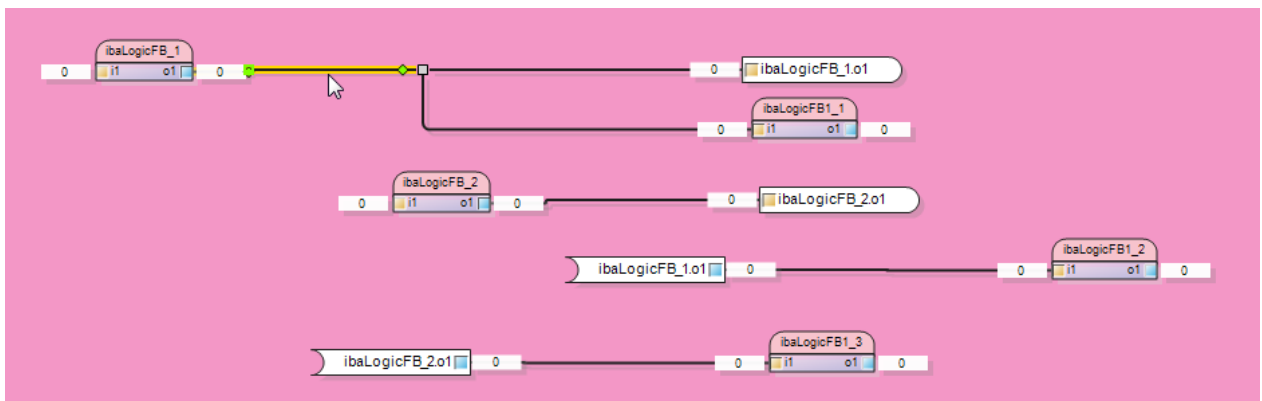 ibaLogicFB_1
0 i1 o1 0 0 ibaLogicFB_1.o1
ibaLogicFB1_1
0 i1 o1 0
ibaLogicFB_2
0 i1 o1 0 0 ibaLogicFB_2.o1
ibaLogicFB1_2
ibaLogicFB_1.o1 0 0 i1 o1 0
ibaLogicFB1_3
ibaLogicFB_2.o1 0 0 i1 o1 0